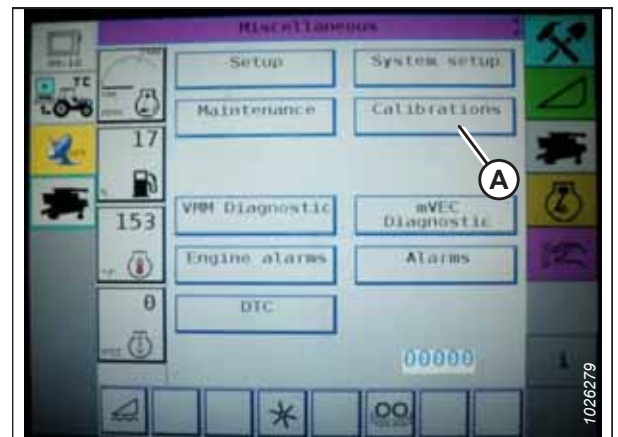 Miscellaneous
Setup
System setup
TC
Maintenance
Calibrations
17
A
VMM Diagnostic
mVEC
Diagnostic
153
Engine alarms
Alarms
0
DTC
00000
1026279